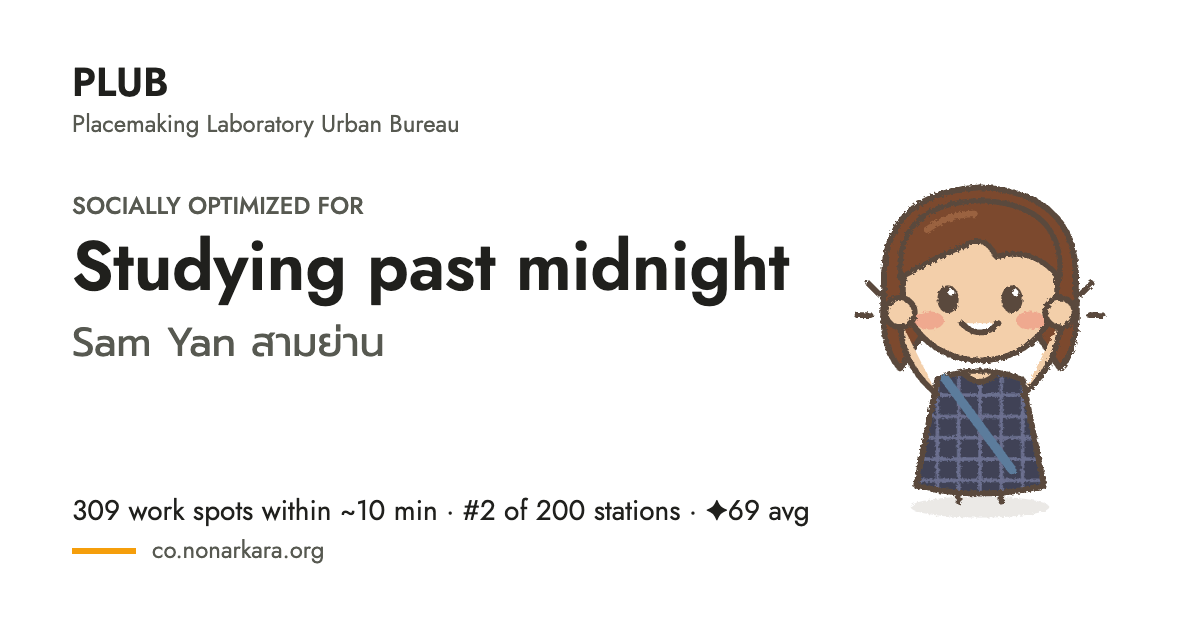 PLUB
Placemaking Laboratory Urban Bureau
SOCIALLY OPTIMIZED FOR
Studying past midnight
Sam Yan สามย่าน
309 work spots within ~10 min · #2 of 200 stations · ✦69 avg
co.nonarkara.org